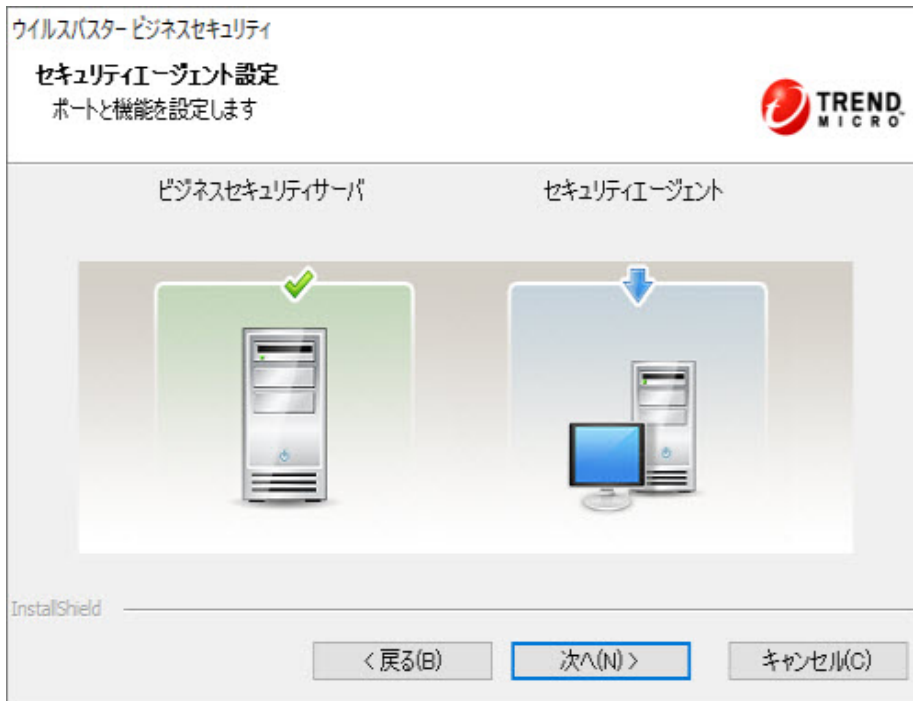 ウイルスバスター ビジネスセキュリティ
セキュリティエージェント設定
ポートと機能を設定します
TREND
MICRO
ビジネスセキュリティサーバ
セキュリティエージェント
InstallShield
< 戻る(B)
次へ(N) >
キャンセル(C)